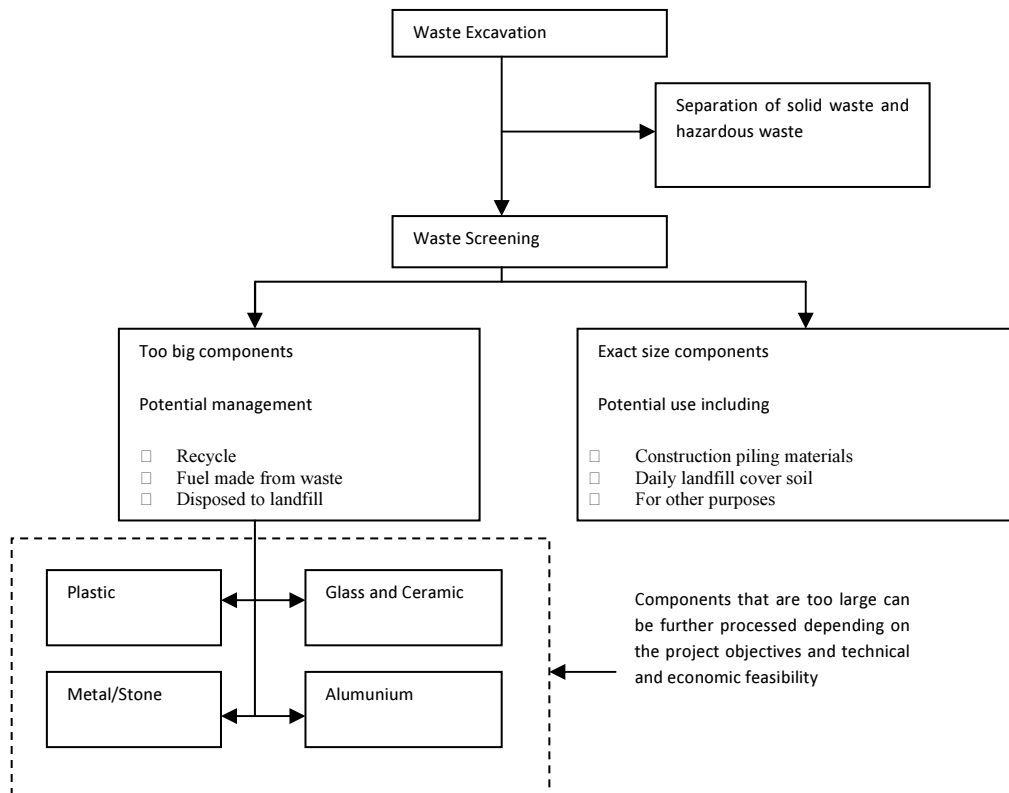 Waste Excavation
Separation of solid waste and
hazardous waste
Waste Screening
Too big components
Potential management
Recycle
Fuel made from waste
Disposed to landfill
Exact size components
Potential use including
Construction piling materials
Daily landfill cover soil
For other purposes
Plastic
Glass and Ceramic
Metal/Stone
Alumunium
Components that are too large can
be further processed depending on
the project objectives and technical
and economic feasibility